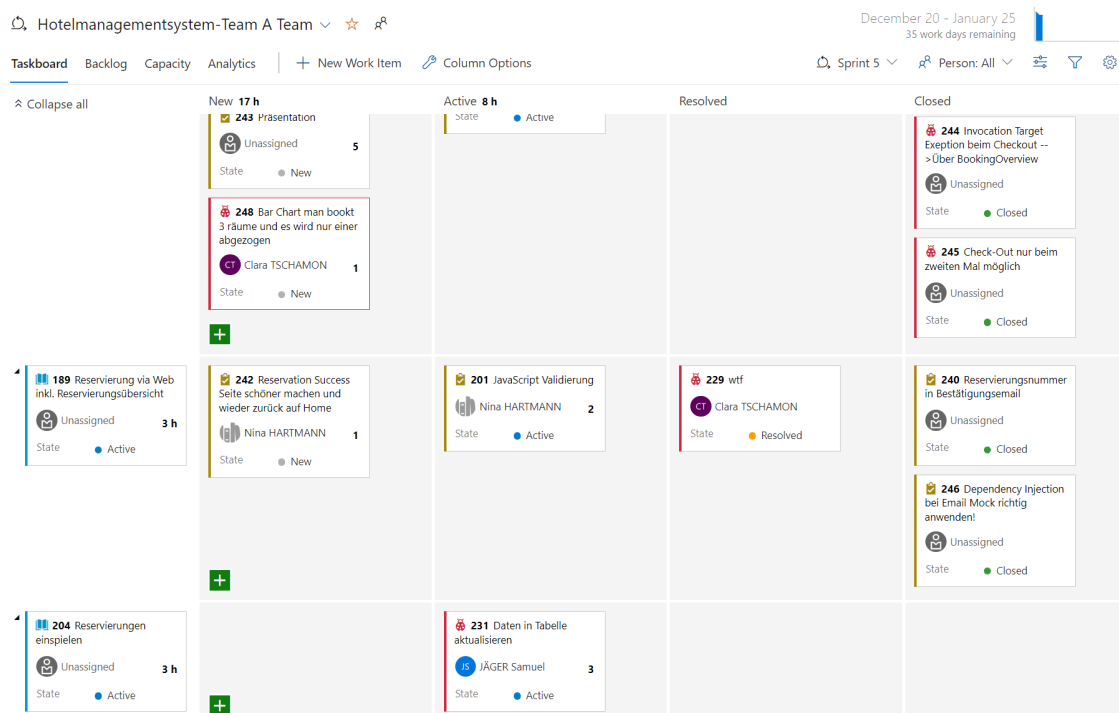 Hotelmanagementsystem-Team A Team
December 20 - January 25
35 work days remaining
Taskboard Backlog Capacity Analytics New Work Item Column Options Sprint 5 Person: All
Collapse all
New 17 h
Active 8 h
Resolved
Closed
243 Präsentation
Unassigned 5
State New
248 Bar Chart man bookt
3 räume und es wird nur einer
abgezogen
CT Clara TSCHAMON 1
State New
State Active
244 Invocation Target
Exeption beim Checkout --
>Über BookingOverview
Unassigned
State Closed
245 Check-Out nur beim
zweiten Mal möglich
Unassigned
State Closed
189 Reservierung via Web
inkl. Reservierungsübersicht
Unassigned 3 h
State Active
242 Reservation Success
Seite schöner machen und
wieder zurück auf Home
Nina HARTMANN 1
State New
201 JavaScript Validierung
Nina HARTMANN 2
State Active
229 wtf
CT Clara TSCHAMON
State Resolved
240 Reservierungsnummer
in Bestätigungsemail
Unassigned
State Closed
246 Dependency Injection
bei Email Mock richtig
anwenden!
Unassigned
State Closed
204 Reservierungen
einspielen
Unassigned 3 h
State Active
231 Daten in Tabelle
aktualisieren
JS JÄGER Samuel 3
State Active